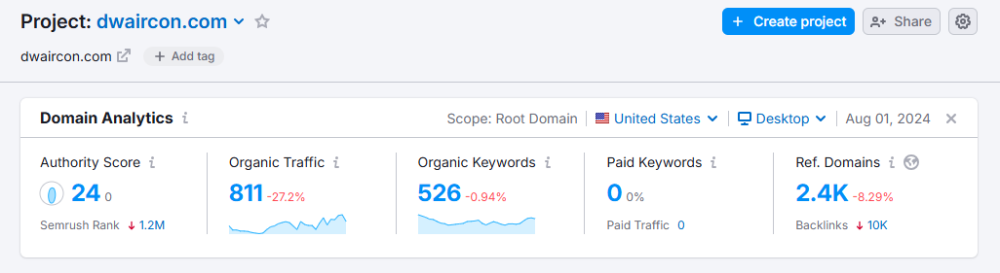 Project: dwaircon.com
+ Create project
Share
dwaircon.com
+ Add tag
Domain Analytics i
Scope: Root Domain
United States
Desktop
Aug 01, 2024
Authority Score i
24 0
Semrush Rank ↓ 1.2M
Organic Traffic i
811 -27.2%
Organic Keywords i
526 -0.94%
Paid Keywords i
0 0%
Paid Traffic 0
Ref. Domains i
2.4K -8.29%
Backlinks ↓ 10K